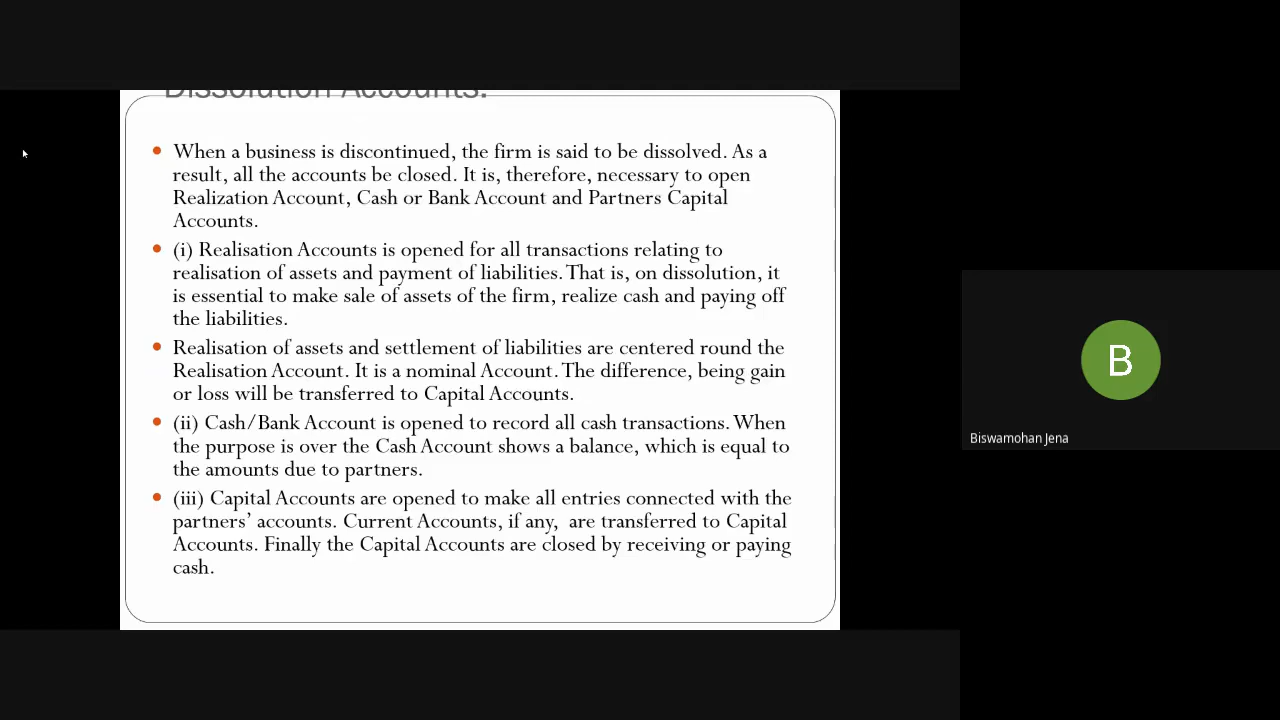 Dissolution Accounts:
When a business is discontinued, the firm is said to be dissolved. As a
result, all the accounts be closed. It is, therefore, necessary to open
Realization Account, Cash or Bank Account and Partners Capital
Accounts.
(i) Realisation Accounts is opened for all transactions relating to
realisation of assets and payment of liabilities. That is, on dissolution, it
is essential to make sale of assets of the firm, realize cash and paying off
the liabilities.
Realisation of assets and settlement of liabilities are centered round the
Realisation Account. It is a nominal Account. The difference, being gain
or loss will be transferred to Capital Accounts.
(ii) Cash/Bank Account is opened to record all cash transactions. When
the purpose is over the Cash Account shows a balance, which is equal to
the amounts due to partners.
(iii) Capital Accounts are opened to make all entries connected with the
partners’ accounts. Current Accounts, if any, are transferred to Capital
Accounts. Finally the Capital Accounts are closed by receiving or paying
cash.
B
Biswamohan Jena